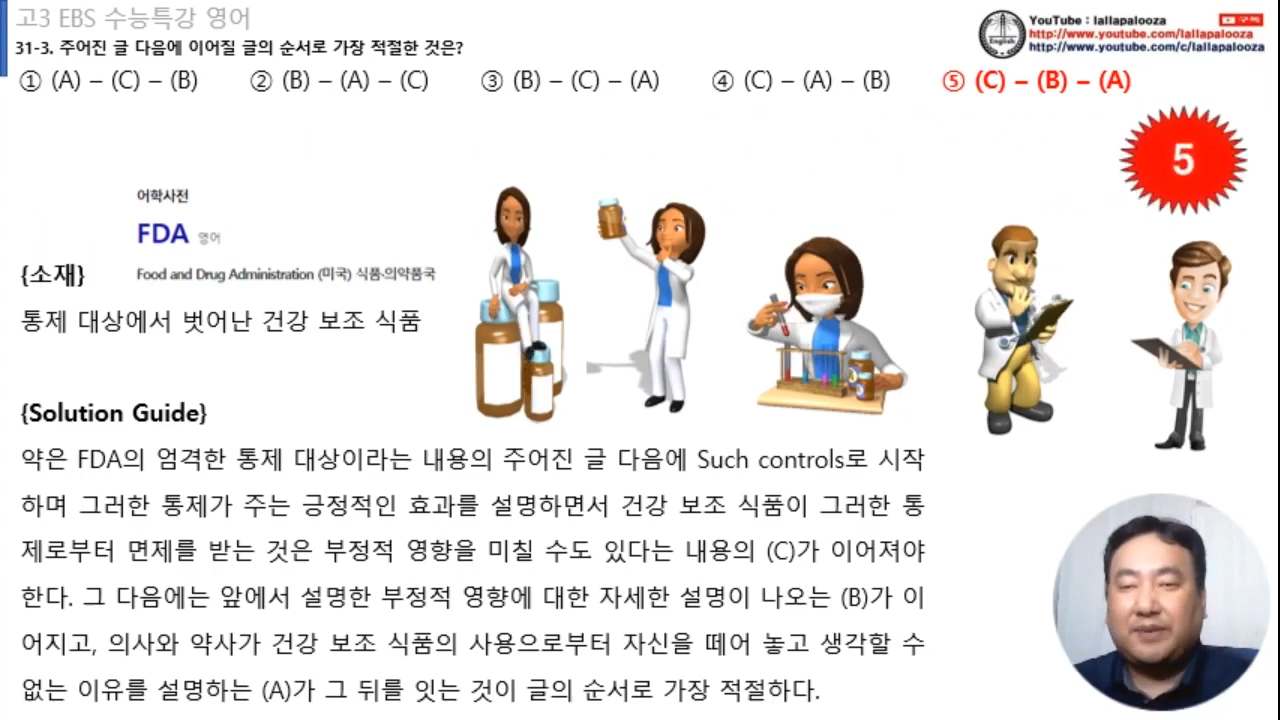 고3 EBS 수능특강 영어
31-3. 주어진 글 다음에 이어질 글의 순서로 가장 적절한 것은?
① (A) – (C) – (B) ② (B) – (A) – (C) ③ (B) – (C) – (A) ④ (C) – (A) – (B) ⑤ (C) – (B) – (A)
YouTube : lallapalooza
구독
http://www.youtube.com/lallapalooza
http://www.youtube.com/c/lallapalooza
English
5
어학사전
FDA 영어
Food and Drug Administration (미국) 식품·의약품국
{소재}
통제 대상에서 벗어난 건강 보조 식품
{Solution Guide}
약은 FDA의 엄격한 통제 대상이라는 내용의 주어진 글 다음에 Such controls로 시작
하며 그러한 통제가 주는 긍정적인 효과를 설명하면서 건강 보조 식품이 그러한 통
제로부터 면제를 받는 것은 부정적 영향을 미칠 수도 있다는 내용의 (C)가 이어져야
한다. 그 다음에는 앞에서 설명한 부정적 영향에 대한 자세한 설명이 나오는 (B)가 이
어지고, 의사와 약사가 건강 보조 식품의 사용으로부터 자신을 떼어 놓고 생각할 수
없는 이유를 설명하는 (A)가 그 뒤를 잇는 것이 글의 순서로 가장 적절하다.